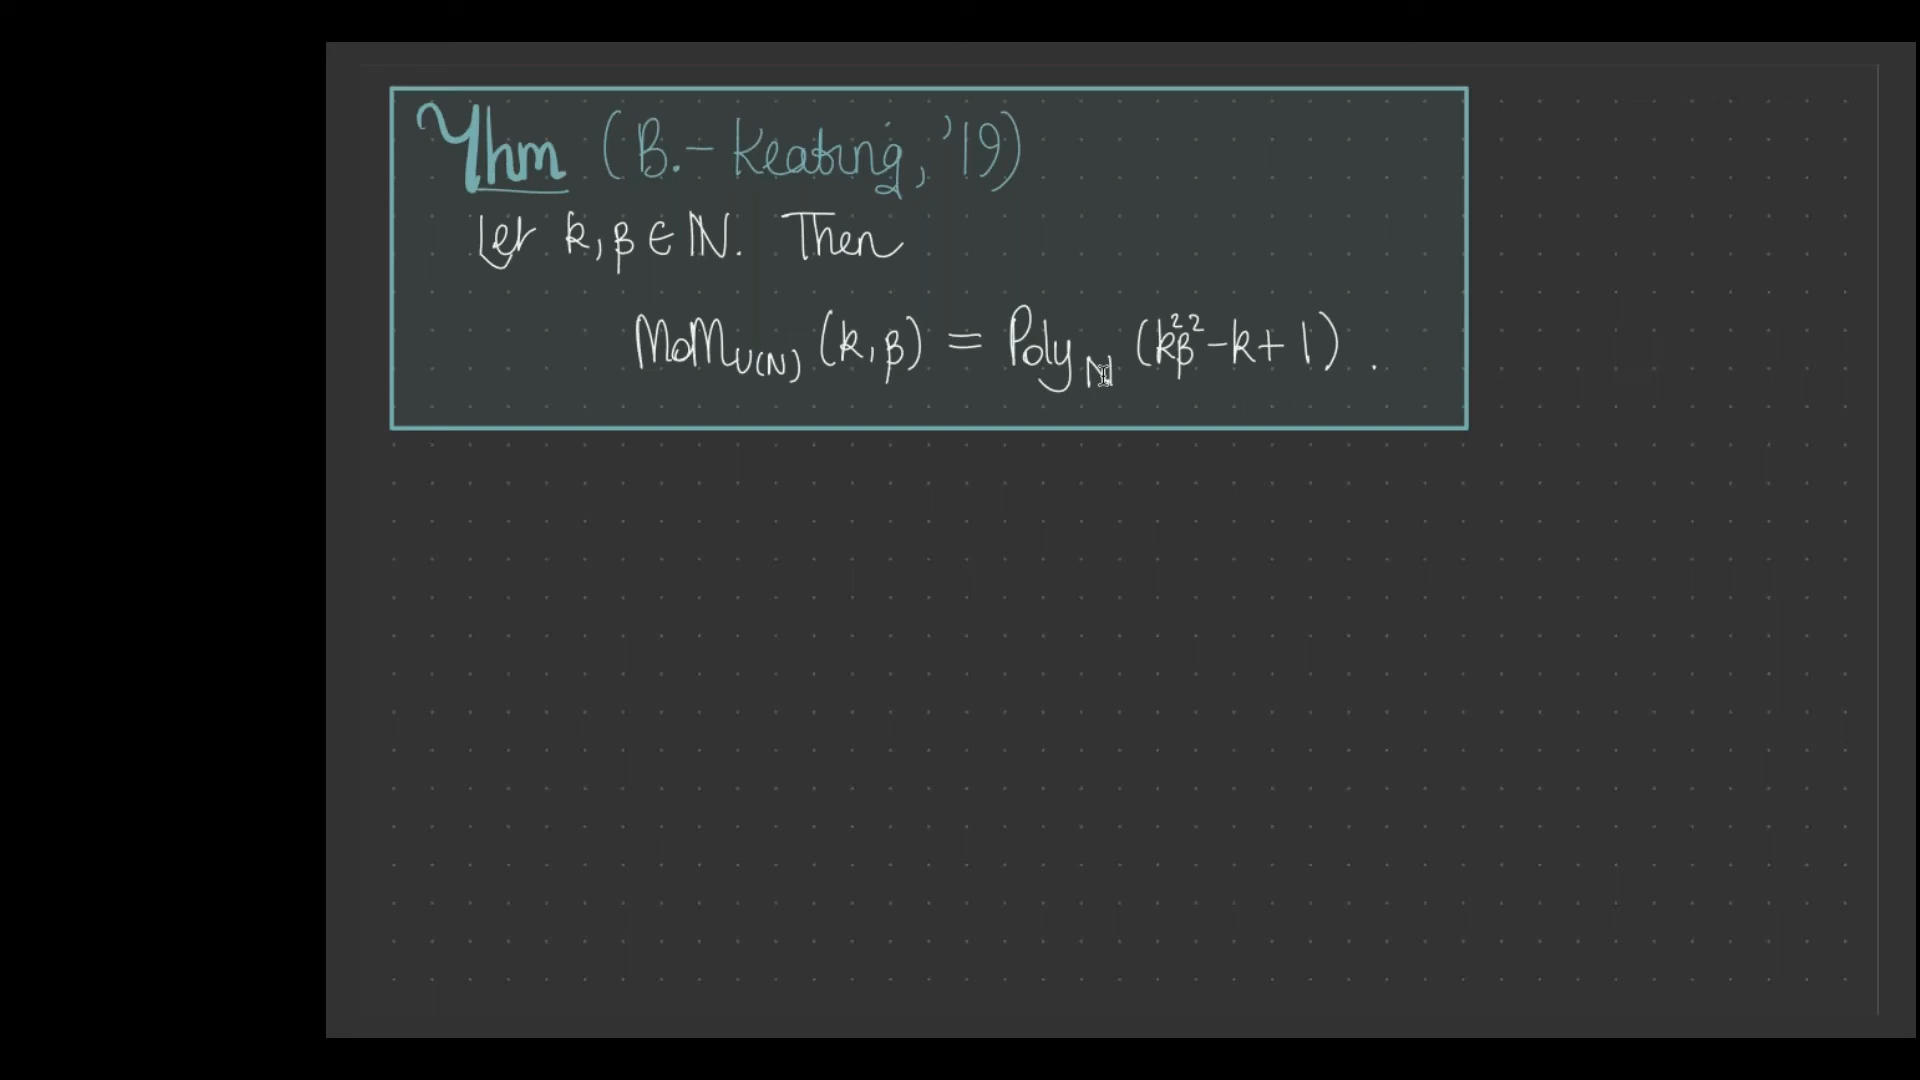 Thm (B.- Keating, '19)
Let k, β ∈ ℕ. Then
MoM_{U(N)} (k, β) = Poly_N (k²β² - k + 1).